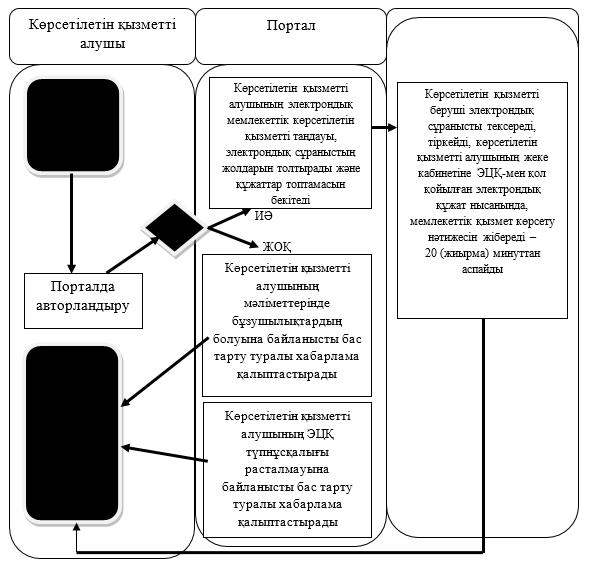 Көрсетілетін қызметті
алушы
Портал
Көрсетілетін қызметті
алушының электрондық
мемлекеттік көрсетілетін
қызметті таңдауы,
электрондық сұраныстың
жолдарын толтырады және
құжаттар топтамасын
бекітеді
Көрсетілетін қызметті
беруші электрондық
сұранысты тексереді,
тіркейді, көрсетілетін
қызметті алушының жеке
кабинетіне ЭЦҚ-мен қол
қойылған электрондық
құжат нысанында,
мемлекеттік қызмет көрсету
нәтижесін жібереді –
20 (жиырма) минуттан
аспайды
ИӘ
ЖОҚ
Порталда
авторландыру
Көрсетілетін қызметті
алушының
мәліметтерінде
бұзушылықтардың
болуына байланысты бас
тарту туралы хабарлама
қалыптастырады
Көрсетілетін қызметті
алушының ЭЦҚ
түпнұсқалығы
расталмауына
байланысты бас тарту
туралы хабарлама
қалыптастырады